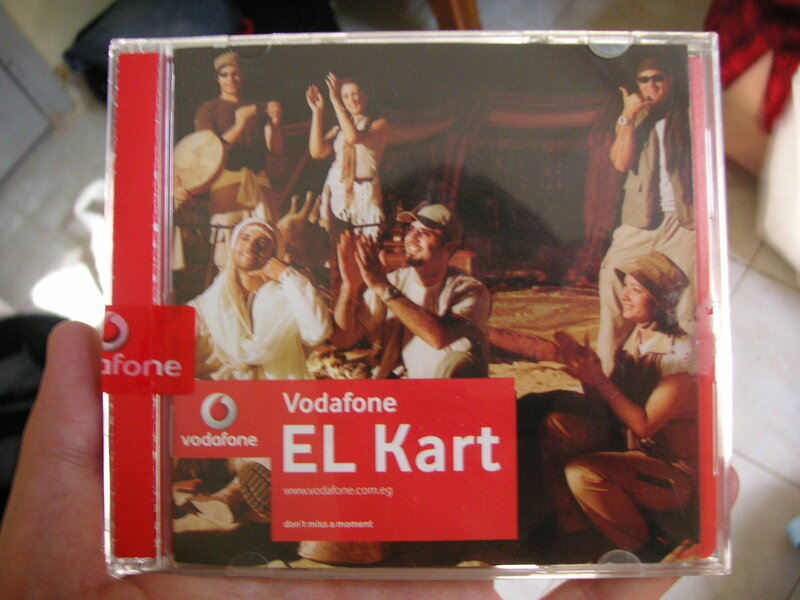 afone
vodafone
Vodafone
EL Kart
www.vodafone.com.eg
don't miss a moment